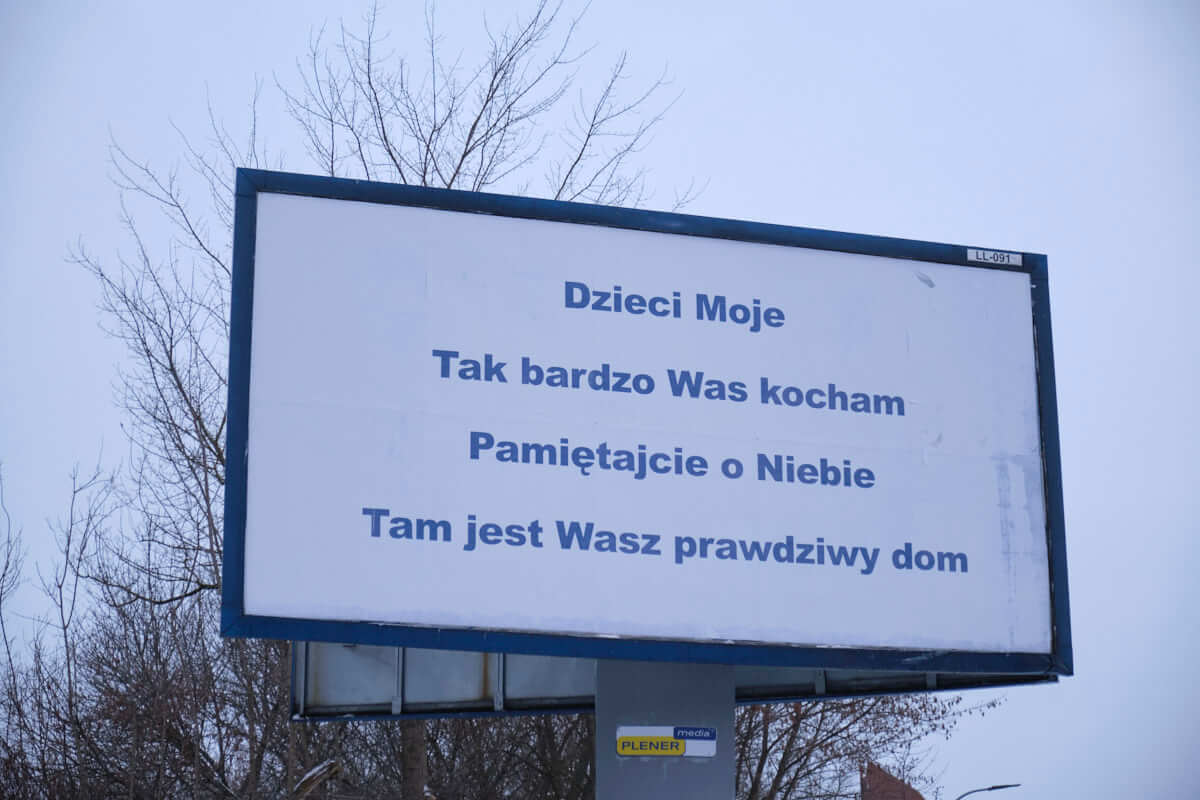 LL-091
Dzieci Moje
Tak bardzo Was kocham
Pamiętajcie o Niebie
Tam jest Wasz prawdziwy dom
media
PLENER